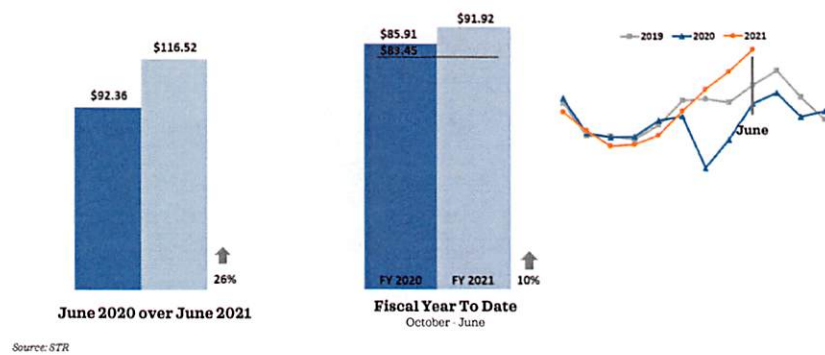 $92.36
$116.52
26%
June 2020 over June 2021
$85.91
$83.45
$91.92
FY 2020
FY 2021
10%
Fiscal Year To Date
October - June
2019
2020
2021
June
Source: STR